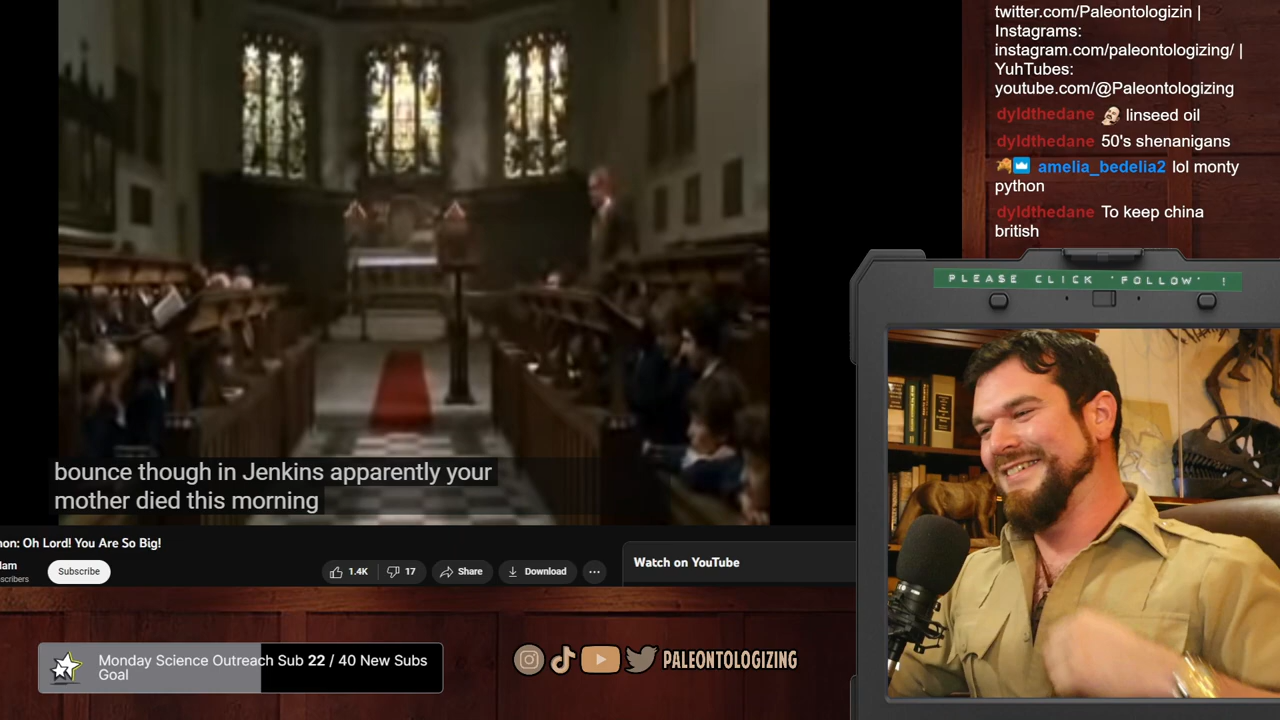 twitter.com/Paleontologizin |
Instagrams:
instagram.com/paleontologizing/ |
YuhTubes:
youtube.com/@Paleontologizing
dyldthedane linseed oil
dyldthedane 50's shenanigans
amelia_bedelia2 lol monty
python
dyldthedane To keep china
british
PLEASE CLICK 'FOLLOW' !
bounce though in Jenkins apparently your
mother died this morning
Oh Lord! You Are So Big!
Subscribe
1.4K
17
Share
Download
Watch on YouTube
Monday Science Outreach Sub 22 / 40 New Subs
Goal
PALEONTOLOGIZING